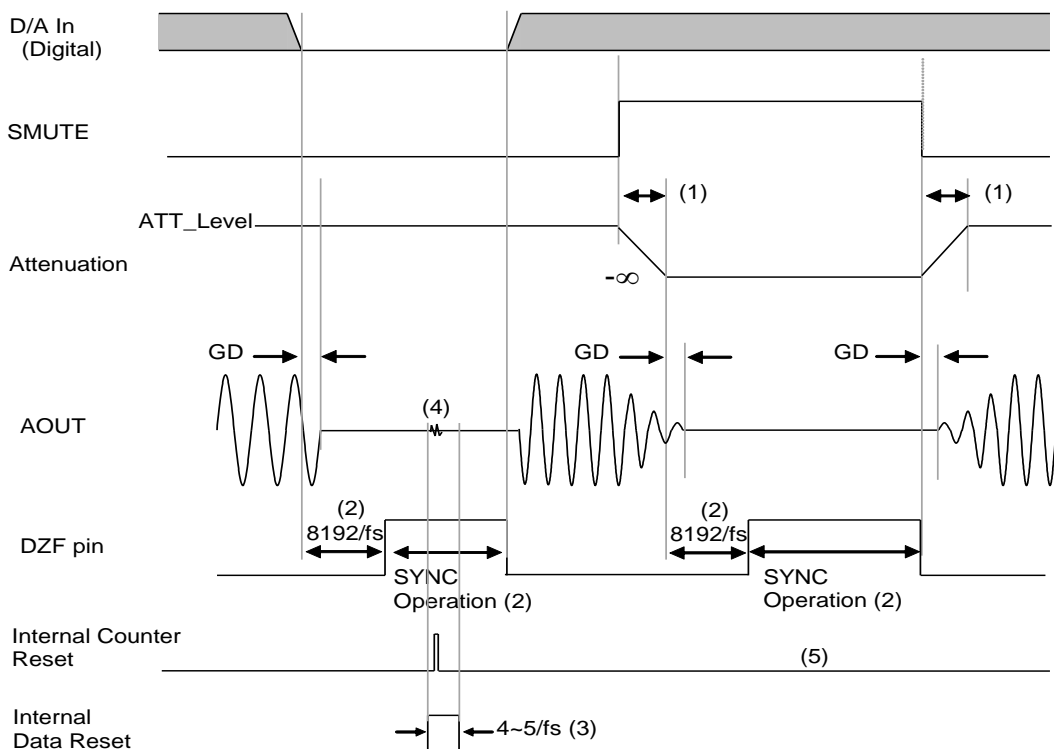 D/A In
(Digital)
SMUTE
(1)
(1)
ATT_Level
Attenuation
-∞
GD
GD
GD
AOUT
(4)
(2)
8192/fs
(2)
8192/fs
DZF pin
SYNC
Operation (2)
SYNC
Operation (2)
Internal Counter
Reset
(5)
Internal
Data Reset
4~5/fs (3)